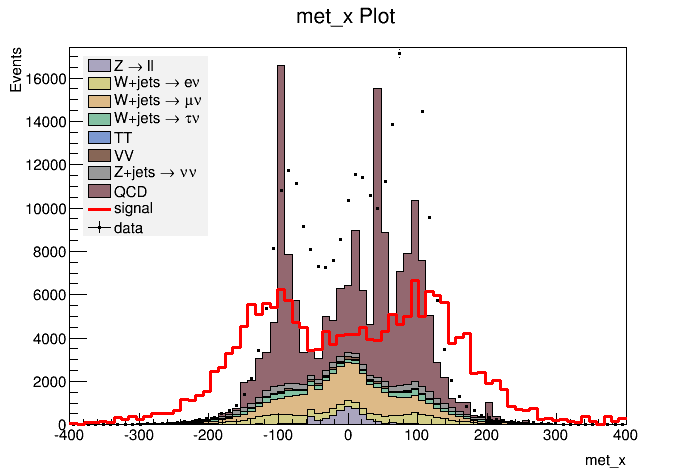 met_x Plot
Events
16000
14000
12000
10000
8000
6000
4000
2000
0
Z → ll
W+jets → eν
W+jets → μν
W+jets → τν
TT
VV
Z+jets → νν
QCD
signal
data
-400 -300 -200 -100 0 100 200 300 400
met_x